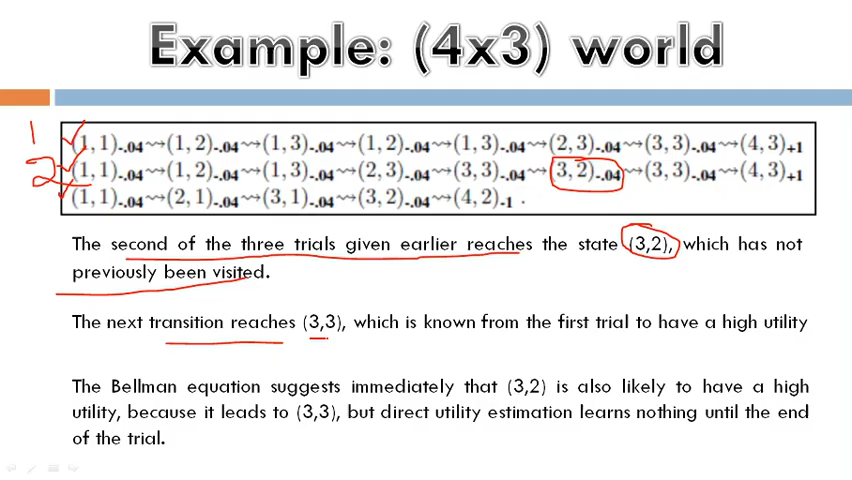 Example: (4x3) world
1
(1, 1)-.04⇝(1, 2)-.04⇝(1, 3)-.04⇝(1, 2)-.04⇝(1, 3)-.04⇝(2, 3)-.04⇝(3, 3)-.04⇝(4, 3)+1
2
(1, 1)-.04⇝(1, 2)-.04⇝(1, 3)-.04⇝(2, 3)-.04⇝(3, 3)-.04⇝(3, 2)-.04⇝(3, 3)-.04⇝(4, 3)+1
(1, 1)-.04⇝(2, 1)-.04⇝(3, 1)-.04⇝(3, 2)-.04⇝(4, 2)-1 .
The second of the three trials given earlier reaches the state (3,2), which has not
previously been visited.
The next transition reaches (3,3), which is known from the first trial to have a high utility
The Bellman equation suggests immediately that (3,2) is also likely to have a high
utility, because it leads to (3,3), but direct utility estimation learns nothing until the end
of the trial.